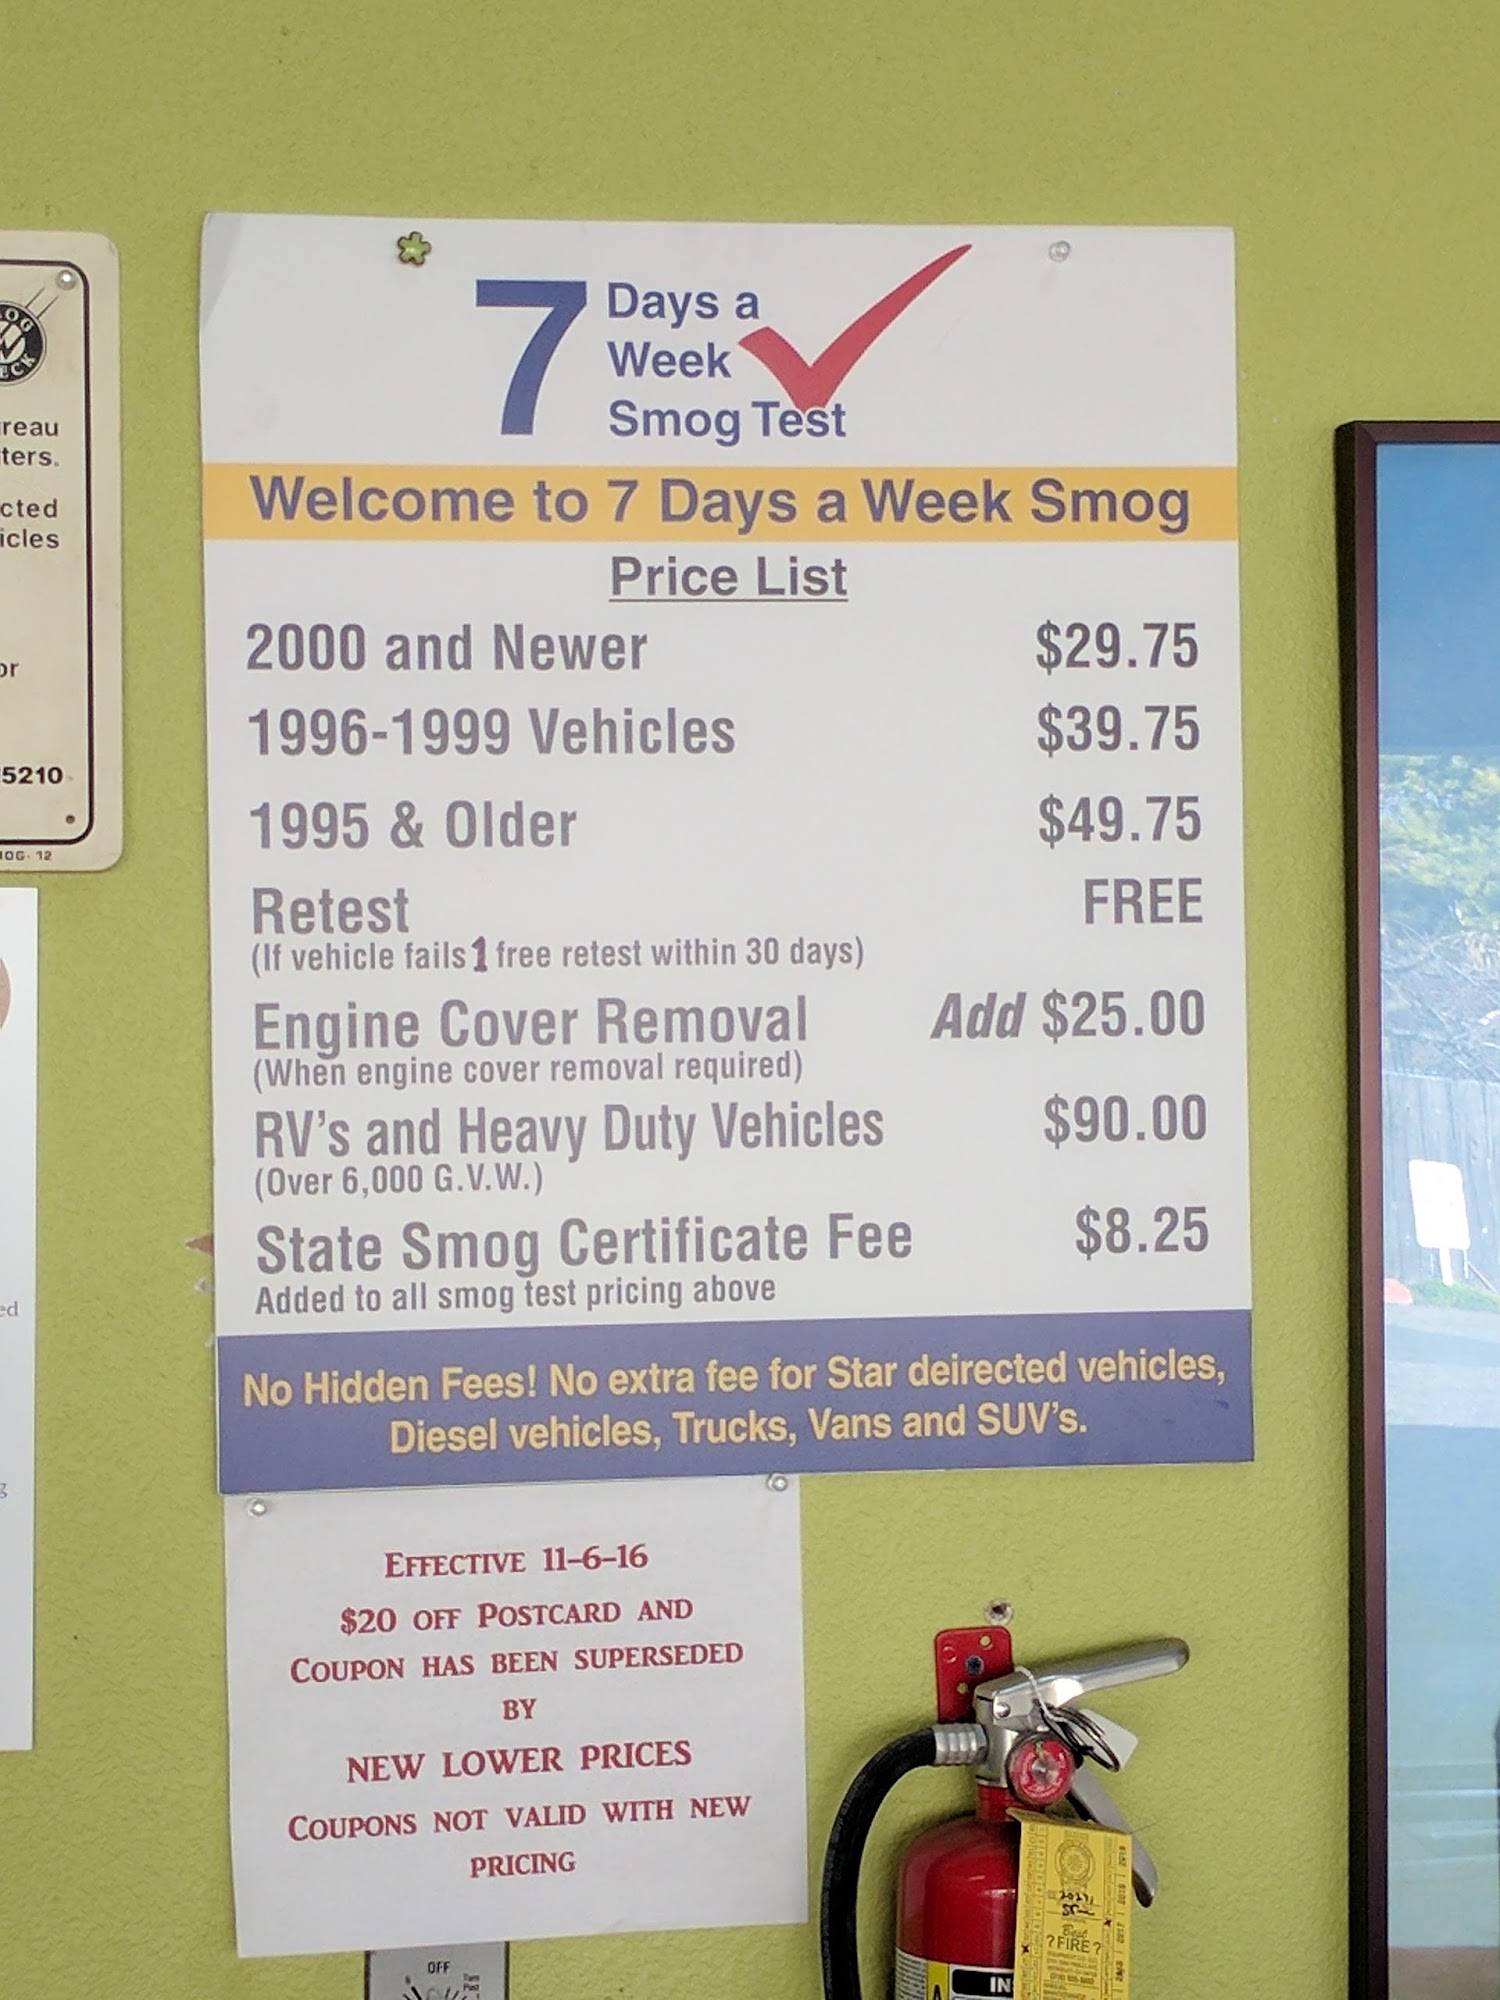 7 Days a
Week
Smog Test
Welcome to 7 Days a Week Smog
Price List
2000 and Newer $29.75
1996-1999 Vehicles $39.75
1995 & Older $49.75
Retest FREE
(If vehicle fails 1 free retest within 30 days)
Engine Cover Removal Add $25.00
(When engine cover removal required)
RV's and Heavy Duty Vehicles $90.00
(Over 6,000 G.V.W.)
State Smog Certificate Fee $8.25
Added to all smog test pricing above
No Hidden Fees! No extra fee for Star deirected vehicles,
Diesel vehicles, Trucks, Vans and SUV's.
EFFECTIVE 11-6-16
$20 OFF POSTCARD AND
COUPON HAS BEEN SUPERSEDED
BY
NEW LOWER PRICES
COUPONS NOT VALID WITH NEW
PRICING
5210
OFF
?FIRE?